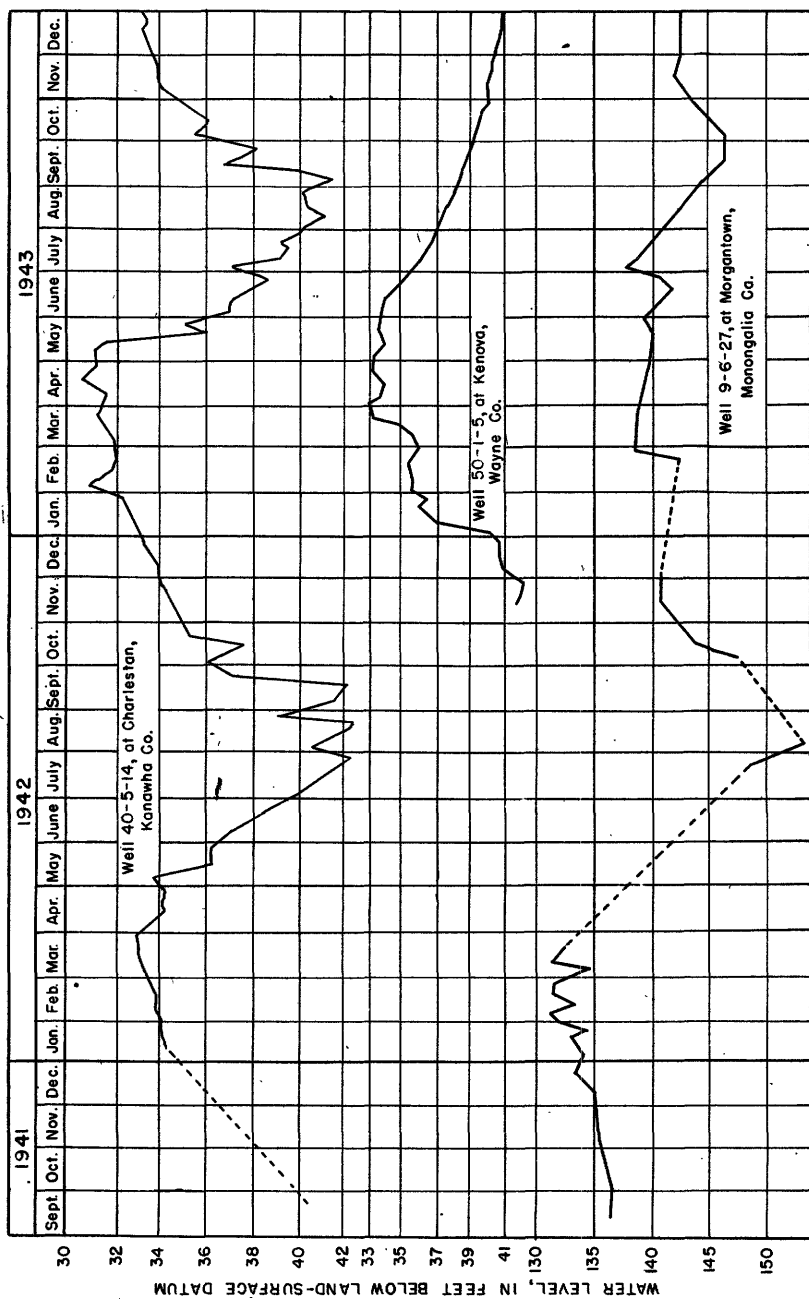 1941
1942
1943
Sept. Oct. Nov. Dec. Jan. Feb. Mar. Apr. May June July Aug. Sept. Oct. Nov. Dec. Jan. Feb. Mar. Apr. May June July Aug. Sept. Oct. Nov. Dec.
WATER LEVEL, IN FEET BELOW LAND-SURFACE DATUM
30
32
34
36
38
40
42
33
35
37
39
41
130
135
140
145
150
Well 40-5-14, at Charlestan,
Kanawha Co.
Well 50-1-5, at Kenova,
Wayne Co.
Well 9-6-27, at Morgantown,
Monongalia Ca.